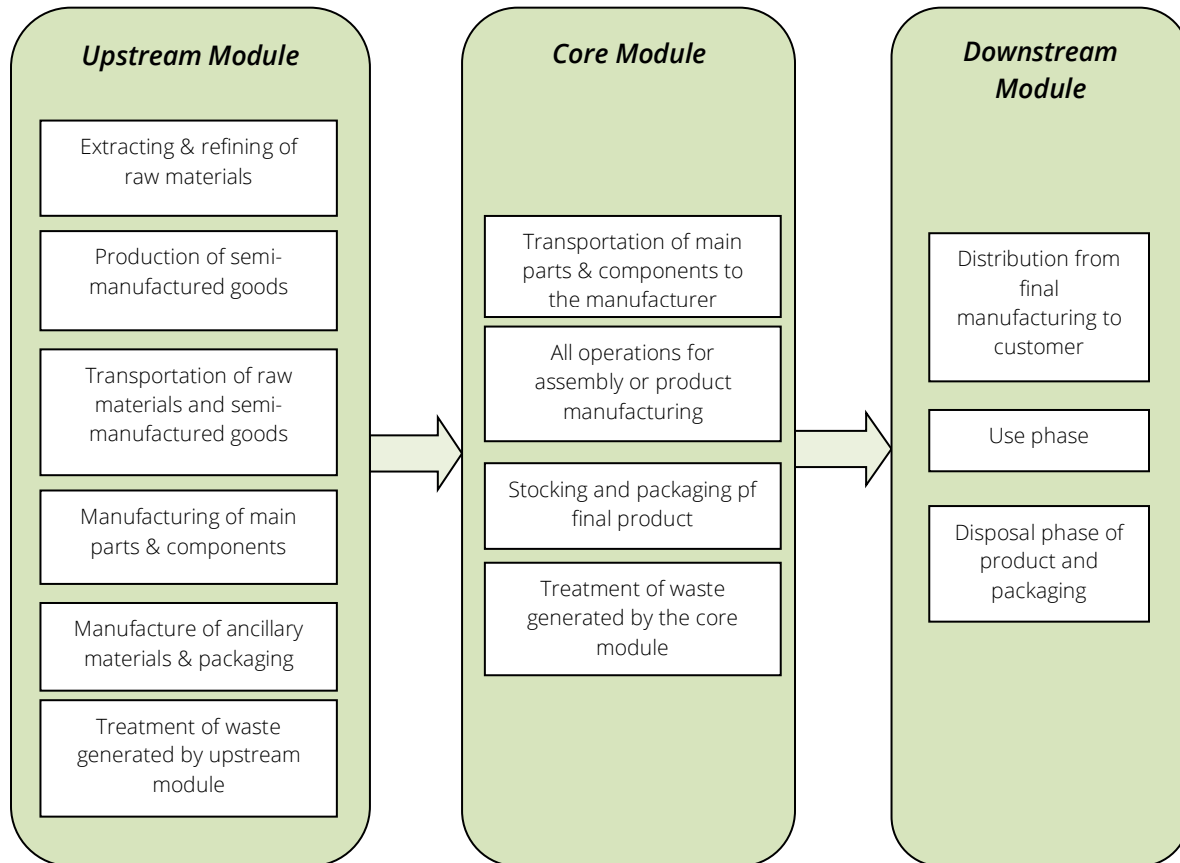 Upstream Module
Extracting & refining of
raw materials
Production of semi-
manufactured goods
Transportation of raw
materials and semi-
manufactured goods
Manufacturing of main
parts & components
Manufacture of ancillary
materials & packaging
Treatment of waste
generated by upstream
module
Core Module
Transportation of main
parts & components to
the manufacturer
All operations for
assembly or product
manufacturing
Stocking and packaging pf
final product
Treatment of waste
generated by the core
module
Downstream
Module
Distribution from
final
manufacturing to
customer
Use phase
Disposal phase of
product and
packaging